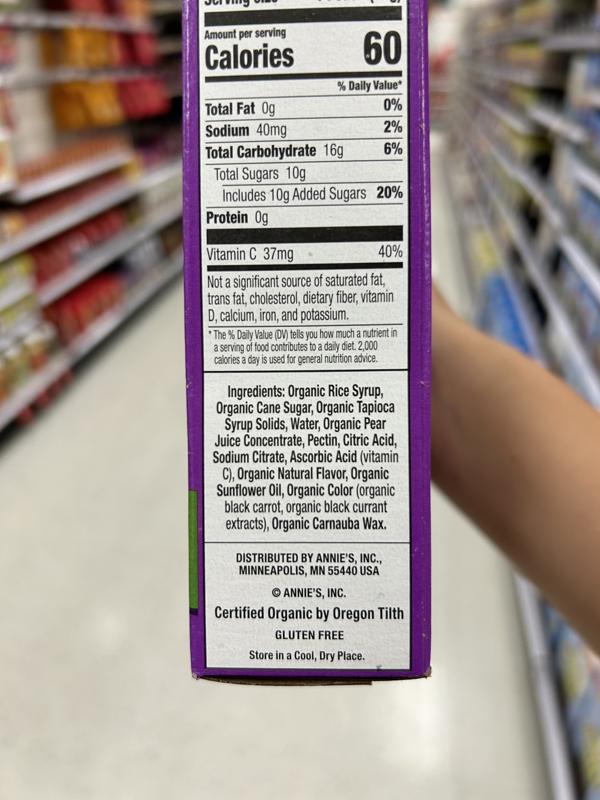 Serving size
Amount per serving
Calories 60
% Daily Value*
Total Fat 0g 0%
Sodium 40mg 2%
Total Carbohydrate 16g 6%
Total Sugars 10g
Includes 10g Added Sugars 20%
Protein 0g
Vitamin C 37mg 40%
Not a significant source of saturated fat,
trans fat, cholesterol, dietary fiber, vitamin
D, calcium, iron, and potassium.
* The % Daily Value (DV) tells you how much a nutrient in
a serving of food contributes to a daily diet. 2,000
calories a day is used for general nutrition advice.
Ingredients: Organic Rice Syrup,
Organic Cane Sugar, Organic Tapioca
Syrup Solids, Water, Organic Pear
Juice Concentrate, Pectin, Citric Acid,
Sodium Citrate, Ascorbic Acid (vitamin
C), Organic Natural Flavor, Organic
Sunflower Oil, Organic Color (organic
black carrot, organic black currant
extracts), Organic Carnauba Wax.
DISTRIBUTED BY ANNIE'S, INC.,
MINNEAPOLIS, MN 55440 USA
© ANNIE'S, INC.
Certified Organic by Oregon Tilth
GLUTEN FREE
Store in a Cool, Dry Place.